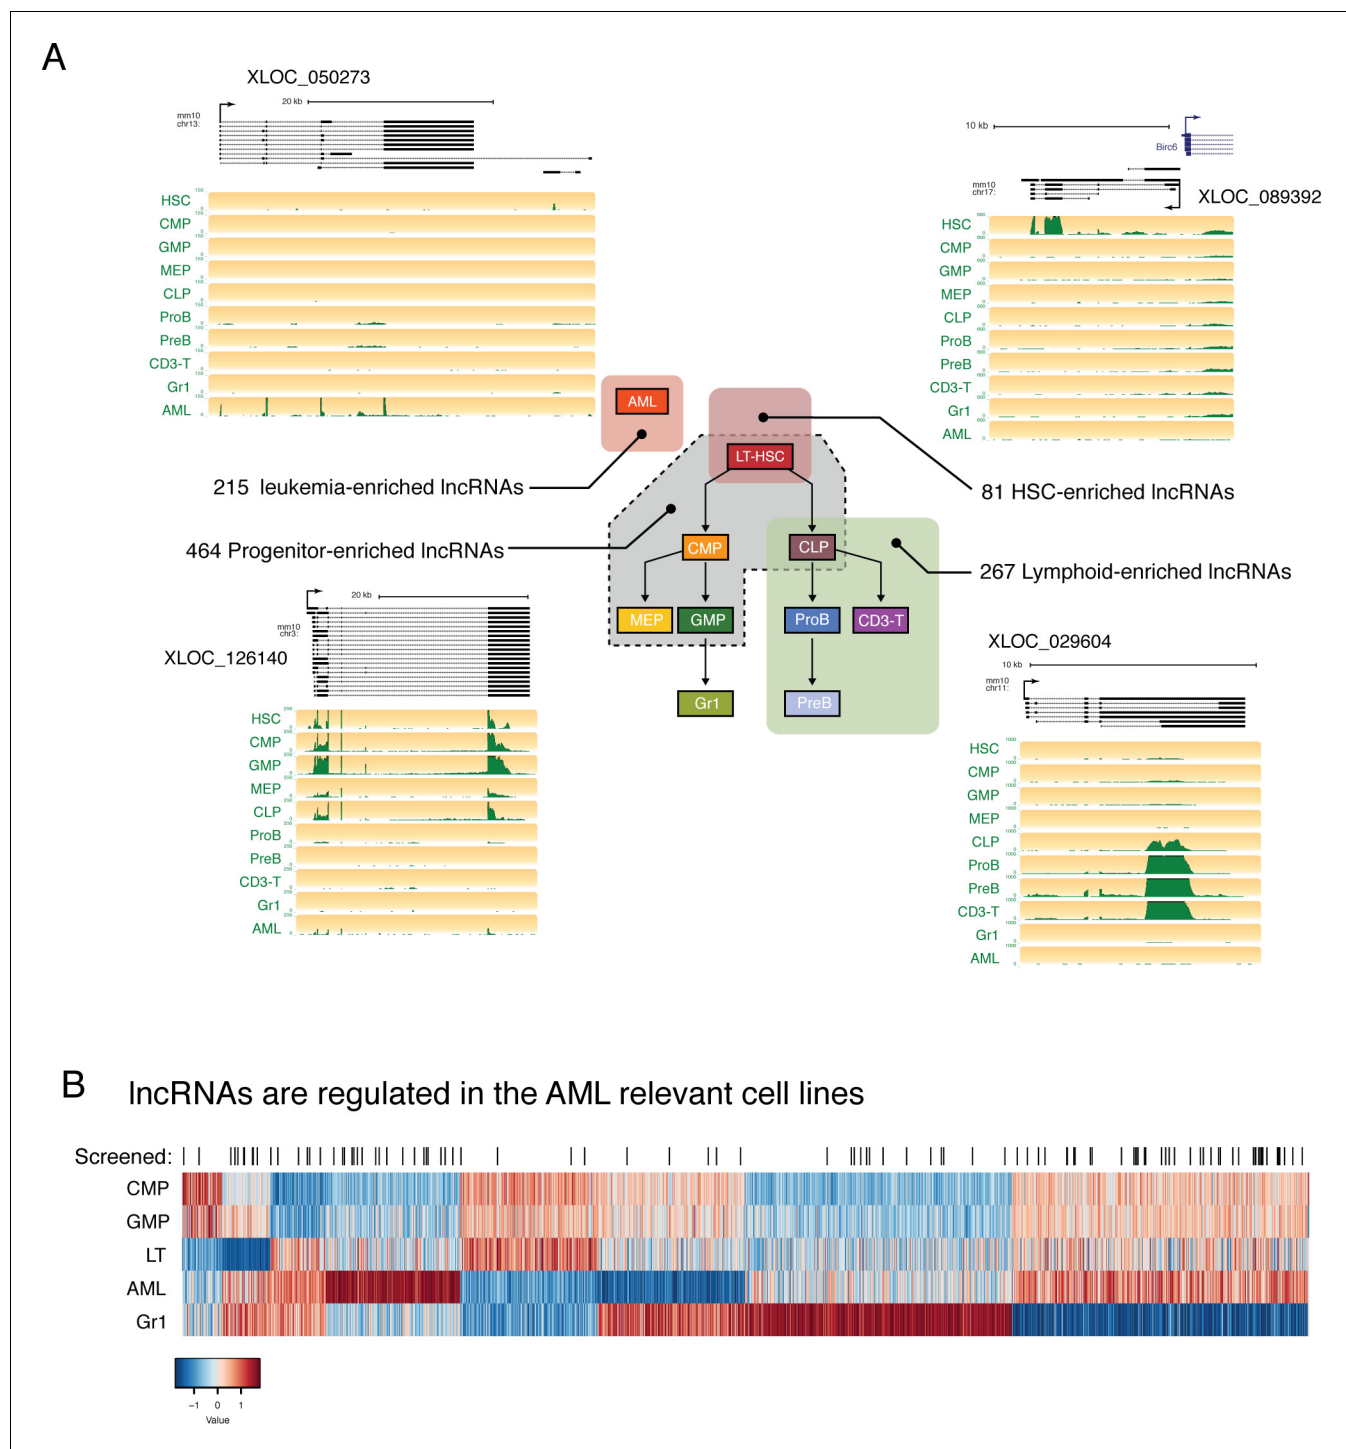 A
XLOC_050273
20 kb
mm10
chr13:
HSC
CMP
GMP
MEP
CLP
ProB
PreB
CD3-T
Gr1
AML
10 kb
Birc6
mm10
chr17:
XLOC_089392
HSC
CMP
GMP
MEP
CLP
ProB
PreB
CD3-T
Gr1
AML
AML
LT-HSC
CMP
CLP
MEP
GMP
ProB
CD3-T
Gr1
PreB
215 leukemia-enriched lncRNAs
81 HSC-enriched lncRNAs
464 Progenitor-enriched lncRNAs
267 Lymphoid-enriched lncRNAs
20 kb
mm10
chr3:
XLOC_126140
HSC
CMP
GMP
MEP
CLP
ProB
PreB
CD3-T
Gr1
AML
XLOC_029604
10 kb
mm10
chr11:
HSC
CMP
GMP
MEP
CLP
ProB
PreB
CD3-T
Gr1
AML
B
lncRNAs are regulated in the AML relevant cell lines
Screened:
CMP
GMP
LT
AML
Gr1
−1 0 1
Value